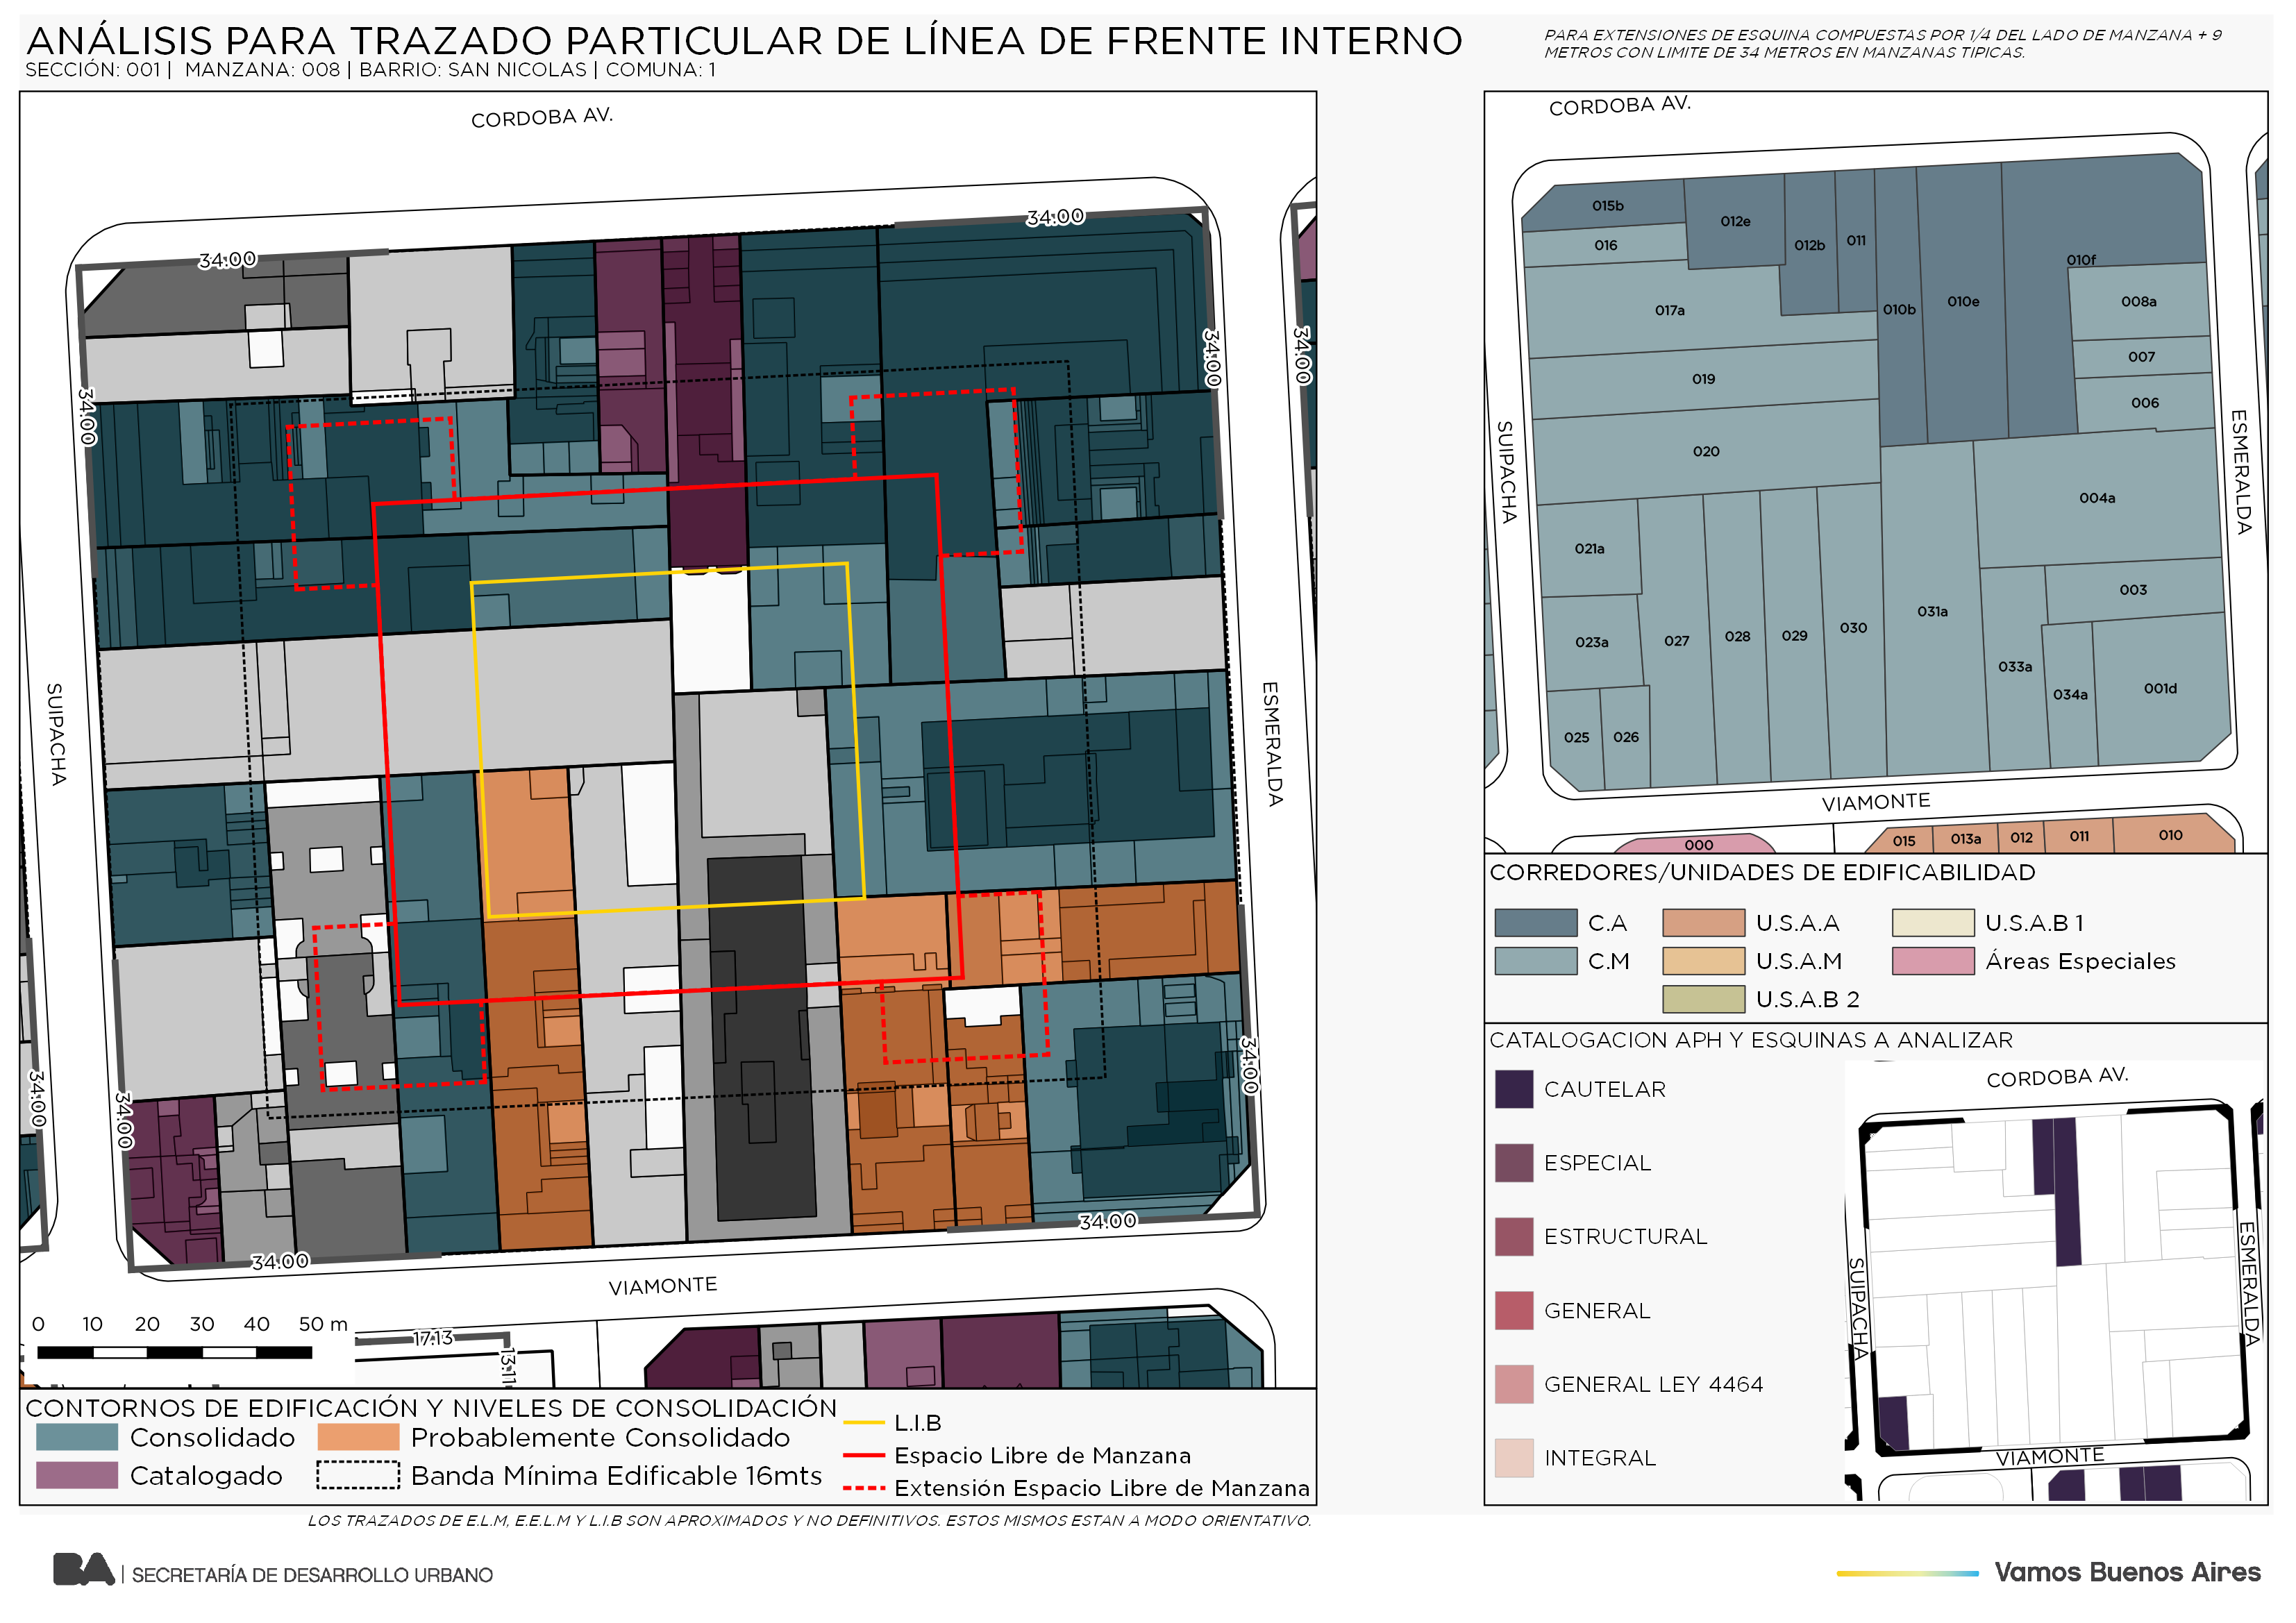 ANÁLISIS PARA TRAZADO PARTICULAR DE LÍNEA DE FRENTE INTERNO
SECCIÓN: 001 | MANZANA: 008 | BARRIO: SAN NICOLAS | COMUNA: 1
PARA EXTENSIONES DE ESQUINA COMPUESTAS POR 1/4 DEL LADO DE MANZANA + 9
METROS CON LIMITE DE 34 METROS EN MANZANAS TIPICAS.
CORDOBA AV.
34.00
34.00
34.00
34.00
34.00
SUIPACHA
ESMERALDA
34.00
34.00
34.00
34.00
34.00
VIAMONTE
0 10 20 30 40 50 m
17.13
13.11
CONTORNOS DE EDIFICACIÓN Y NIVELES DE CONSOLIDACIÓN
Consolidado
Probablemente Consolidado
Catalogado
Banda Mínima Edificable 16mts
L.I.B
Espacio Libre de Manzana
Extensión Espacio Libre de Manzana
LOS TRAZADOS DE E.L.M, E.E.L.M Y L.I.B SON APROXIMADOS Y NO DEFINITIVOS. ESTOS MISMOS ESTAN A MODO ORIENTATIVO.
CORDOBA AV.
015b
012e
012b
011
016
010f
017a
010b
010e
008a
007
019
006
020
SUIPACHA
ESMERALDA
004a
021a
003
031a
023a
027
028
029
030
033a
034a
001d
025
026
VIAMONTE
000
015
013a
012
011
010
CORREDORES/UNIDADES DE EDIFICABILIDAD
C.A
U.S.A.A
U.S.A.B 1
C.M
U.S.A.M
Áreas Especiales
U.S.A.B 2
CATALOGACION APH Y ESQUINAS A ANALIZAR
CAUTELAR
ESPECIAL
ESTRUCTURAL
GENERAL
GENERAL LEY 4464
INTEGRAL
CORDOBA AV.
SUIPACHA
ESMERALDA
VIAMONTE
BA | SECRETARÍA DE DESARROLLO URBANO
Vamos Buenos Aires